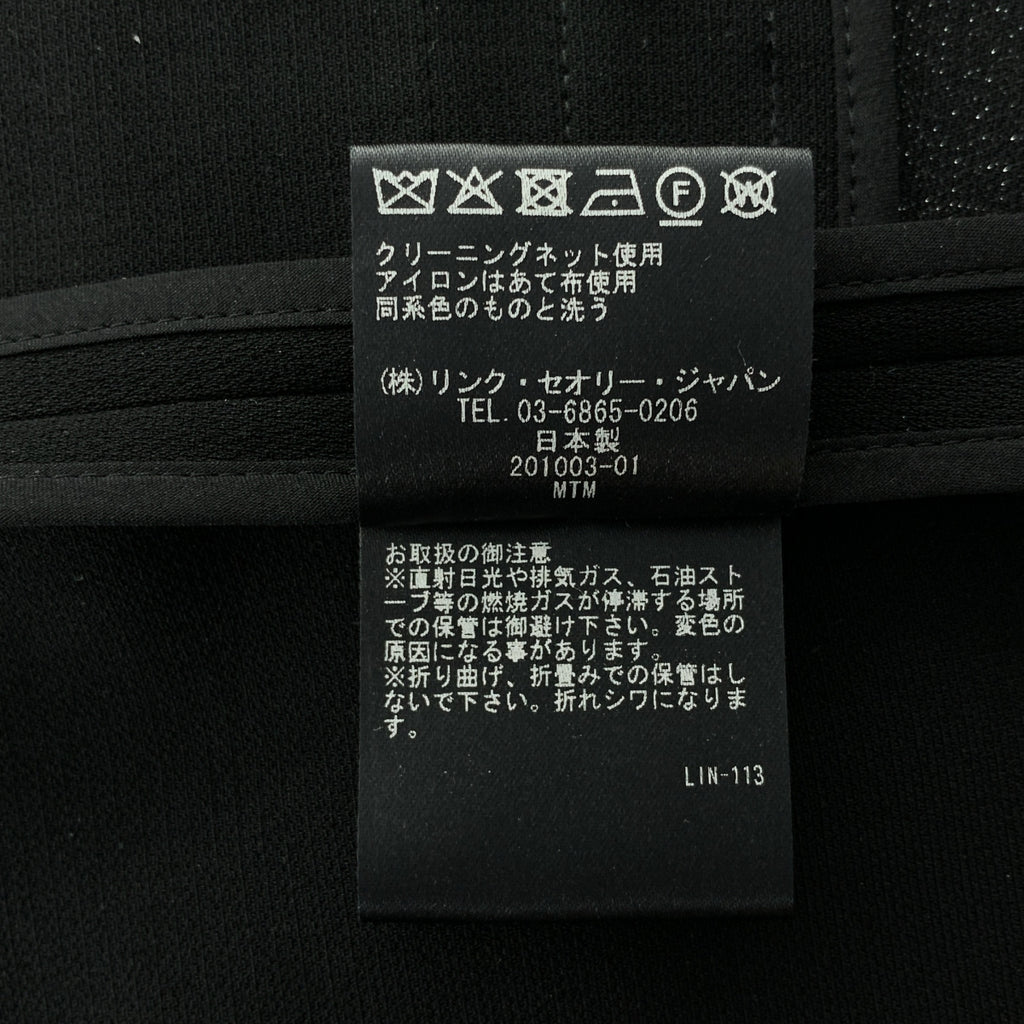 クリーニングネット使用
アイロンはあて布使用
同系色のものと洗う
(株)リンク・セオリー・ジャパン
TEL. 03-6865-0206
日本製
201003-01
MTM
お取扱の御注意
※直射日光や排気ガス、石油スト
ーブ等の燃焼ガスが停滞する場所
での保管は御避け下さい。変色の
原因になる事があります。
※折り曲げ、折畳みでの保管はし
ないで下さい。折れシワになりま
す。
LIN-113